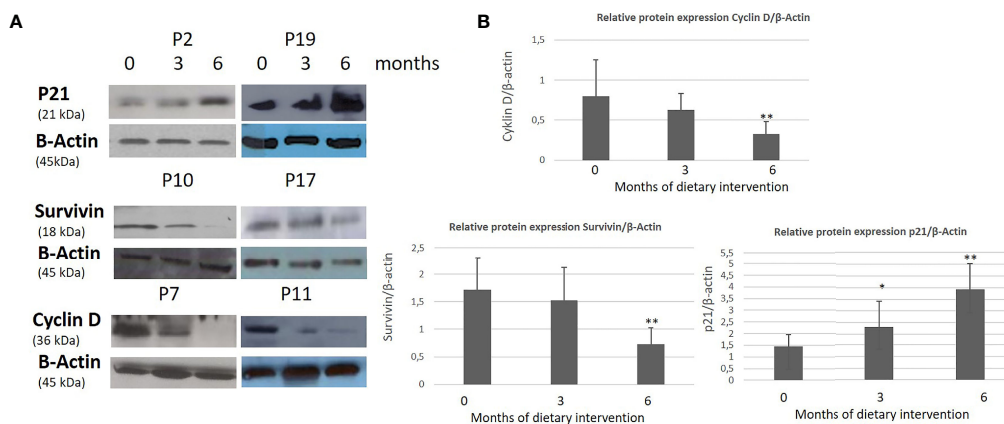 A
P2 P19
0 3 6 0 3 6 months
P21
(21 kDa)
B-Actin
(45kDa)
P10 P17
Survivin
(18 kDa)
B-Actin
(45 kDa)
P7 P11
Cyclin D
(36 kDa)
B-Actin
(45 kDa)
B
Relative protein expression Cyclin D/β-Actin
Cyklin D/β-actin
1,5
1
0,5
0
**
0 3 6
Months of dietary intervention
Relative protein expression Survivin/β-Actin
Survivin/β-actin
2,5
2
1,5
1
0,5
0
**
0 3 6
Months of dietary intervention
Relative protein expression p21/β-Actin
p21/β-actin
5,5
5
4,5
4
3,5
3
2,5
2
1,5
1
0,5
0
* **
0 3 6
Months of dietary intervention